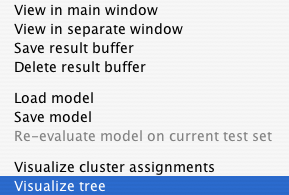 View in main window
View in separate window
Save result buffer
Delete result buffer
Load model
Save model
Re-evaluate model on current test set
Visualize cluster assignments
Visualize tree